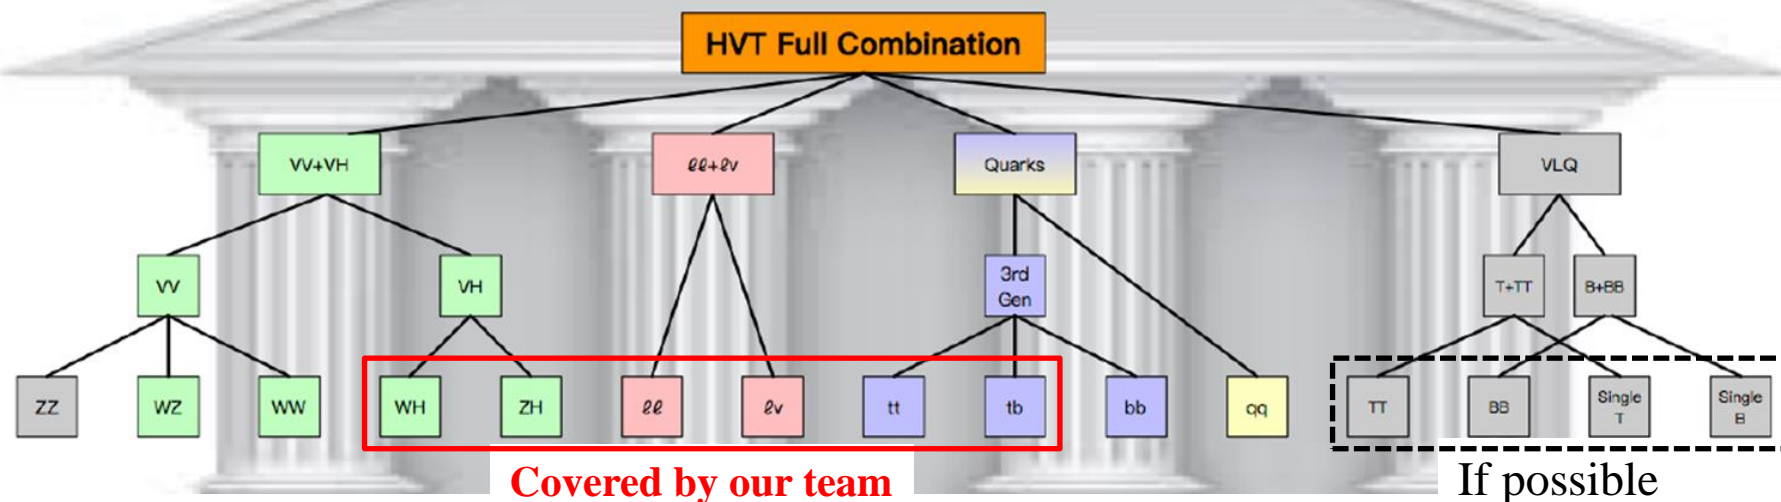 HVT Full Combination
VV+VH
ℓℓ+ℓν
Quarks
VLQ
VV
VH
3rd
Gen
T+TT
B+BB
ZZ
WZ
WW
WH
ZH
ℓℓ
ℓν
tt
tb
bb
qq
TT
BB
Single
T
Single
B
Covered by our team
If possible